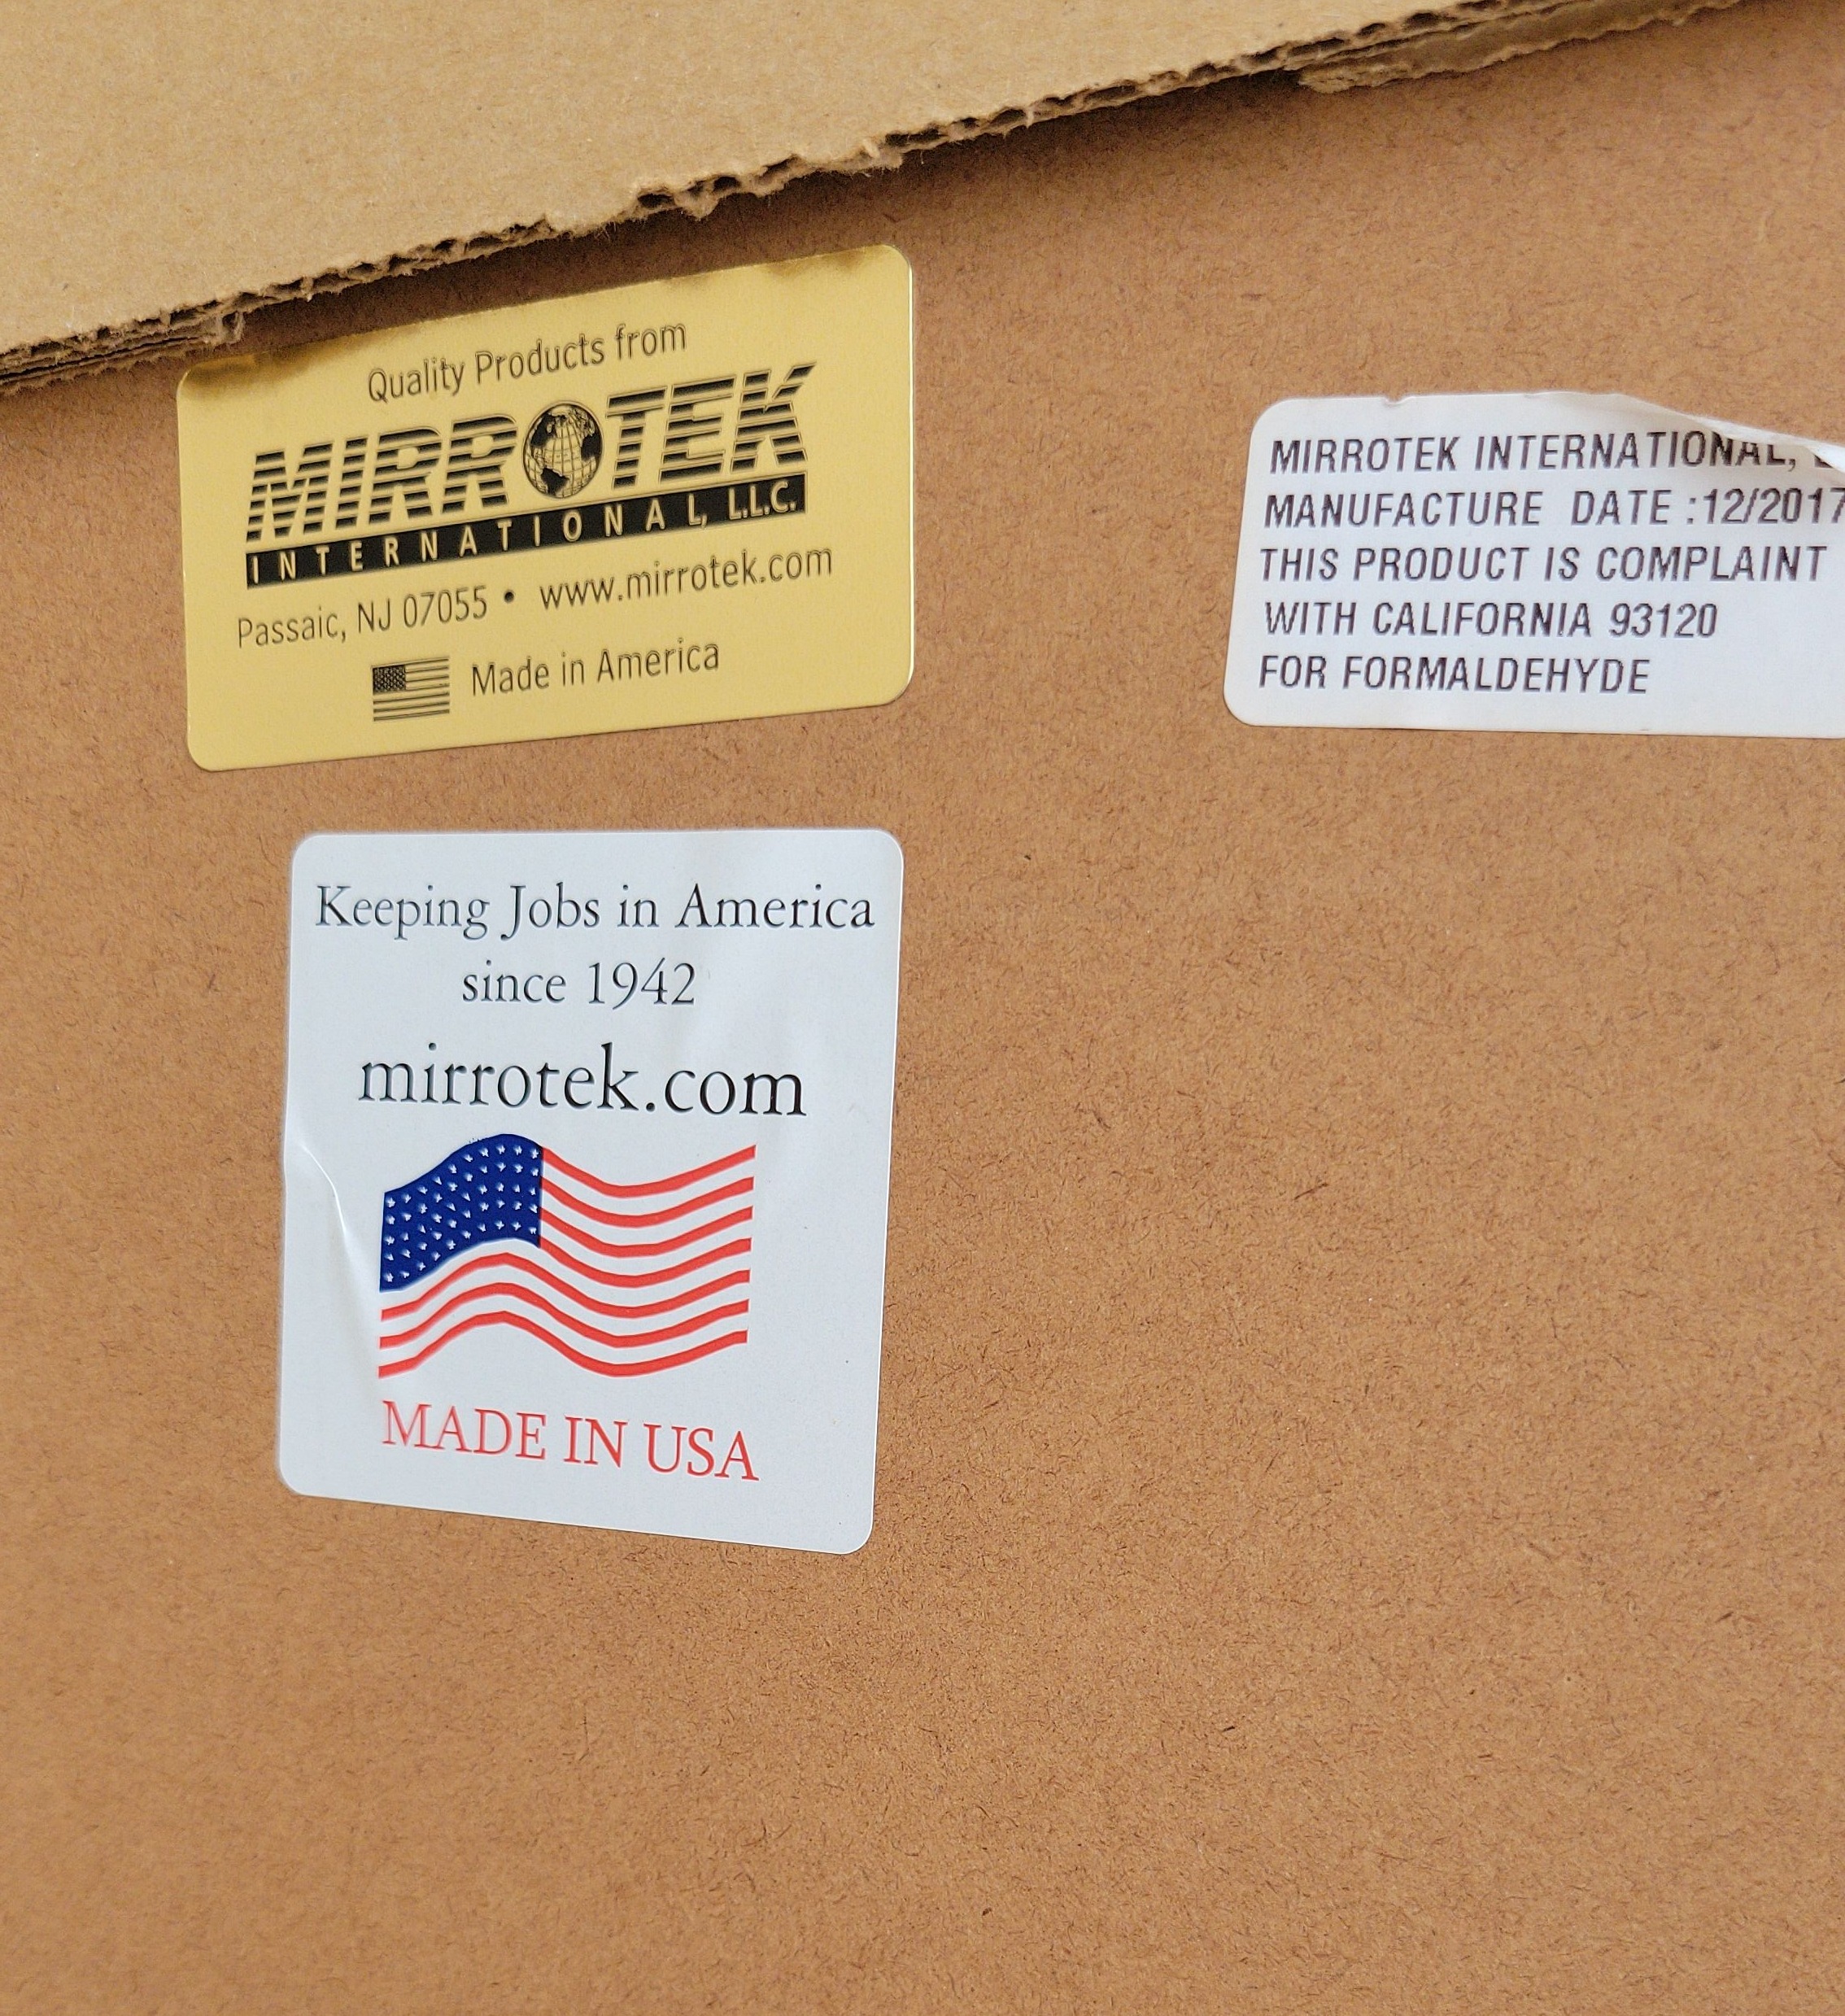 Quality Products from
MIRROTEK
INTERNATIONAL, L.L.C.
Passaic, NJ 07055 • www.mirrotek.com
Made in America
MIRROTEK INTERNATIONAL,
MANUFACTURE DATE :12/2017
THIS PRODUCT IS COMPLAINT
WITH CALIFORNIA 93120
FOR FORMALDEHYDE
Keeping Jobs in America
since 1942
mirrotek.com
MADE IN USA